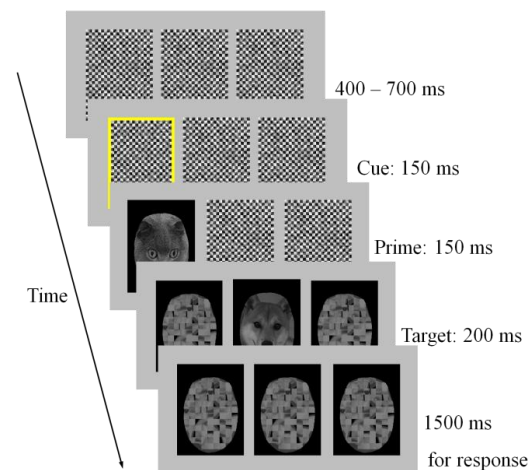 400 – 700 ms
Cue: 150 ms
Prime: 150 ms
Time
Target: 200 ms
1500 ms
for response